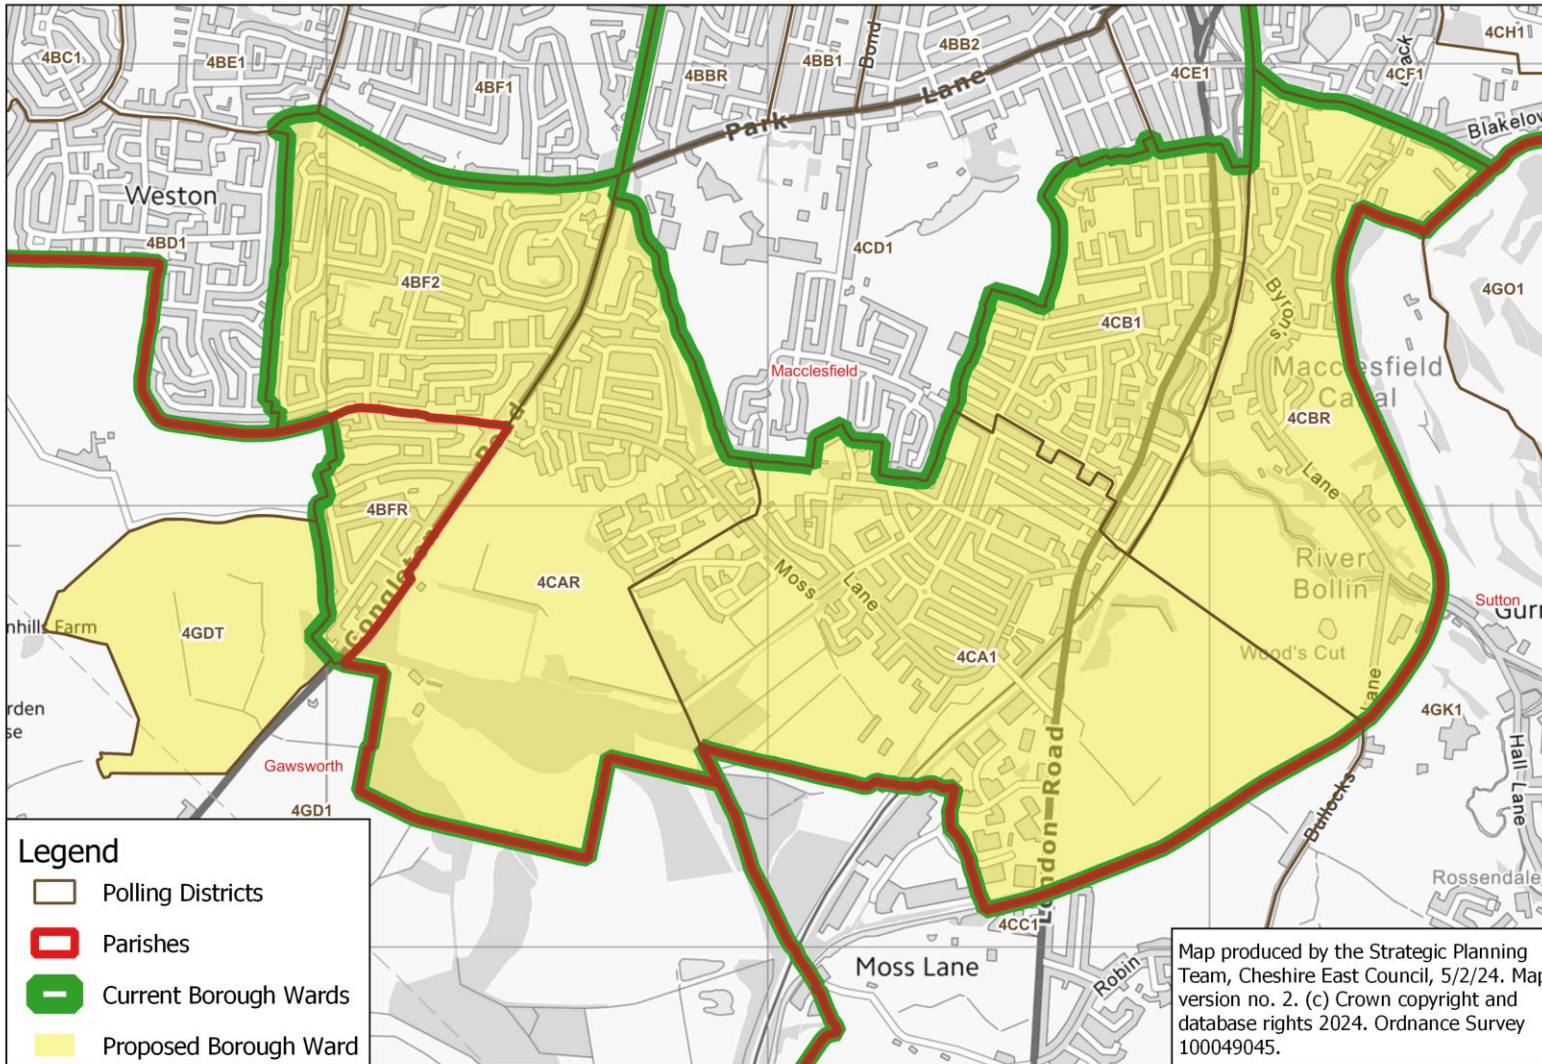 4BC1
4BE1
4BF1
4BBR
4BB1
Bond
4BB2
4CE1
4CF1
4CH1
Park Lane
Weston
4BD1
4BF2
4CD1
4CB1
Byrons
4GO1
Macclesfield
Macclesfield
Canal
4CBR
Lane
Congleton Road
4BFR
4CAR
Moss Lane
River
Bollin
Sutton
4GDT
4CA1
Wood's Cut
Lane
4GK1
Gawsworth
4GD1
London Road
Hall Lane
Bullocks
Rossendale
4CC1
Moss Lane
Robin
Legend
Polling Districts
Parishes
Current Borough Wards
Proposed Borough Ward
Map produced by the Strategic Planning
Team, Cheshire East Council, 5/2/24. Map
version no. 2. (c) Crown copyright and
database rights 2024. Ordnance Survey
100049045.